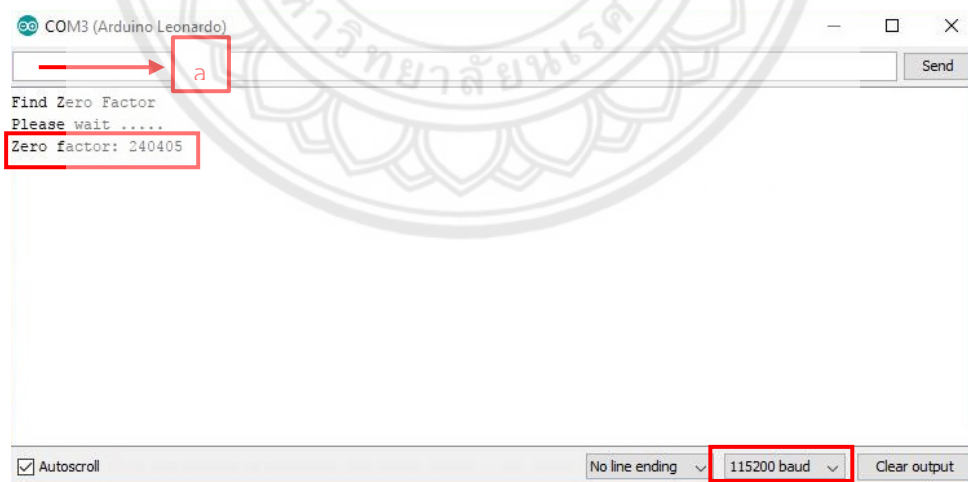 COM3 (Arduino Leonardo)
a
Send
Find Zero Factor
Please wait .....
Zero factor: 240405
Autoscroll
No line ending
115200 baud
Clear output